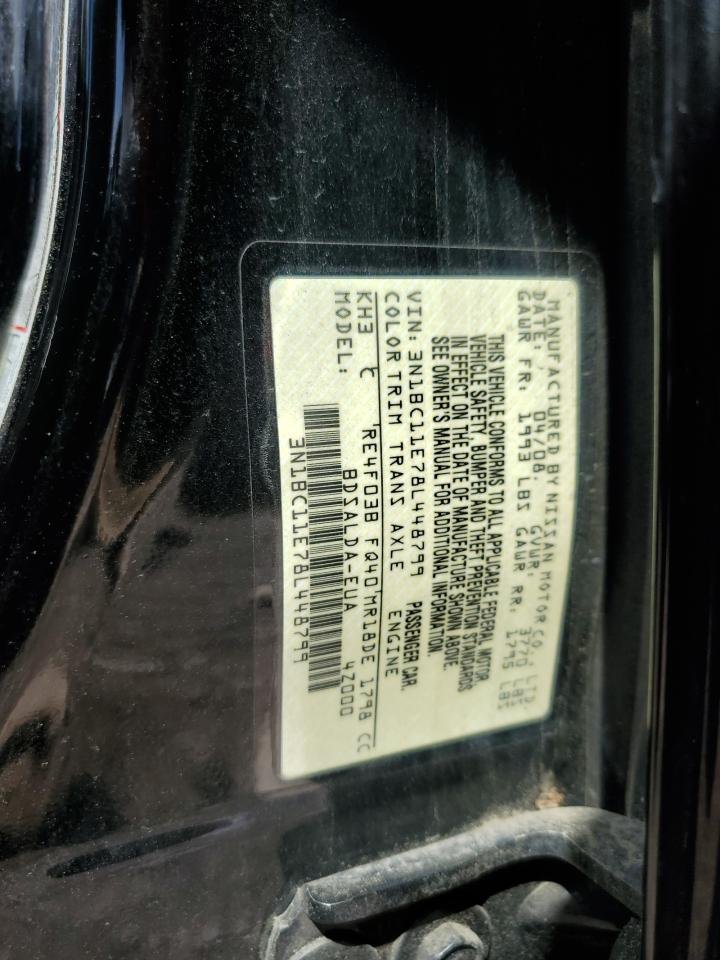 MANUFACTURED BY NISSAN MOTOR CO., LTD.
DATE: 04/08. GVWR: 3770 LBS
GAWR FR: 1993 LBS GAWR RR: 1795 LBS
THIS VEHICLE CONFORMS TO ALL APPLICABLE FEDERAL MOTOR
VEHICLE SAFETY, BUMPER AND THEFT PREVENTION STANDARDS
IN EFFECT ON THE DATE OF MANUFACTURE SHOWN ABOVE.
SEE OWNER'S MANUAL FOR ADDITIONAL INFORMATION.
VIN: 3N1BC11E78L448799 PASSENGER CAR.
COLOR TRIM TRANS AXLE ENGINE
KH3 C RE4F03B FQ40 MR18DE 1798 CC
MODEL: BDSALDA-EUA 4Z000
3N1BC11E78L448799